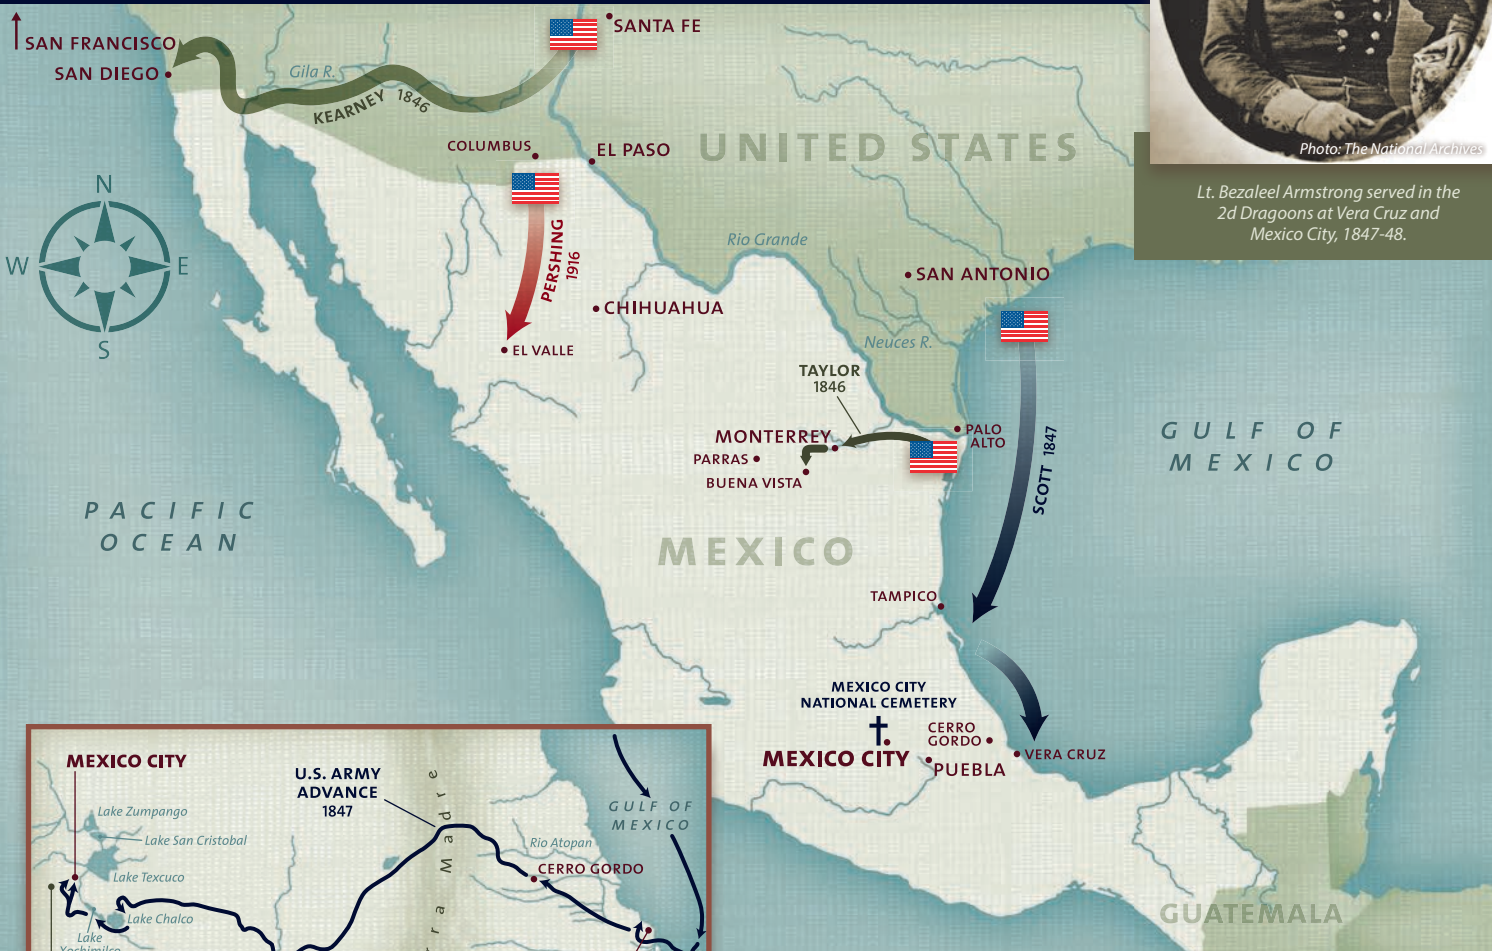 SANTA FE
SAN FRANCISCO
SAN DIEGO
Gila R.
KEARNEY 1846
COLUMBUS
EL PASO
UNITED STATES
Photo: The National Archives
Lt. Bezaleel Armstrong served in the
2d Dragoons at Vera Cruz and
Mexico City, 1847-48.
N
W
E
S
PERSHING
1916
Rio Grande
SAN ANTONIO
CHIHUAHUA
EL VALLE
Neuces R.
TAYLOR
1846
MONTERREY
PALO
ALTO
PARRAS
BUENA VISTA
SCOTT 1847
GULF OF
MEXICO
PACIFIC
OCEAN
MEXICO
TAMPICO
MEXICO CITY
NATIONAL CEMETERY
CERRO
GORDO
MEXICO CITY
PUEBLA
VERA CRUZ
GUATEMALA
MEXICO CITY
U.S. ARMY
ADVANCE
1847
Lake Zumpango
Lake San Cristobal
Lake Texcuco
Lake Chalco
Lake
Xochimilco
rra Madre
GULF OF
MEXICO
Rio Atopan
CERRO GORDO